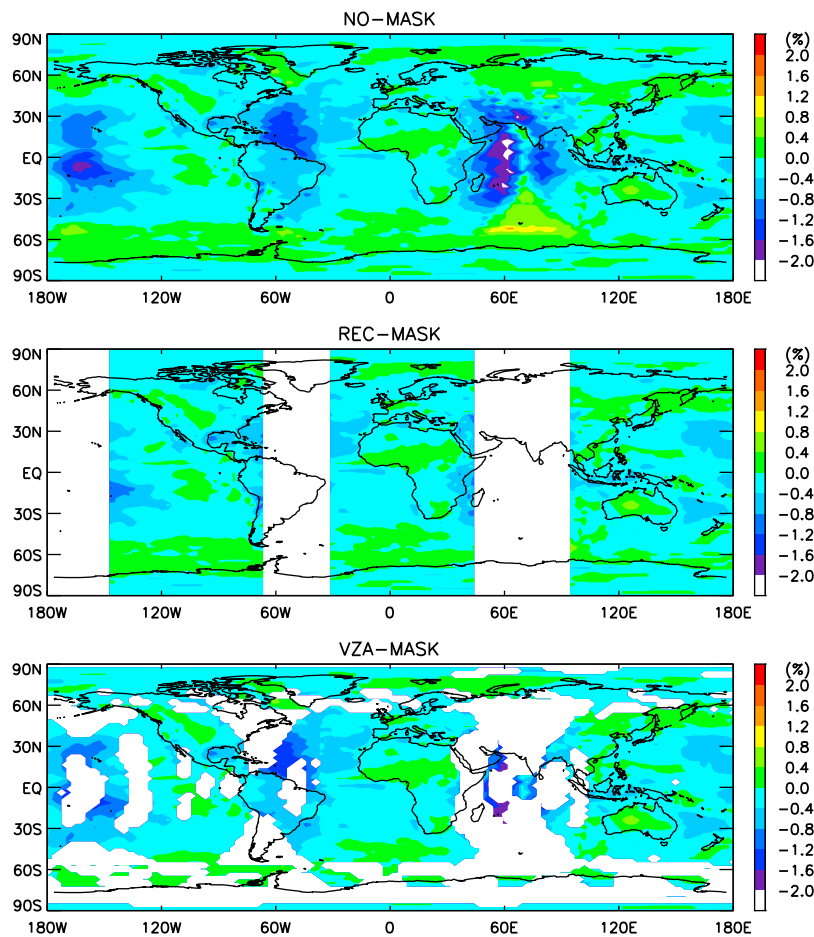 NO-MASK
90N
60N
30N
EQ
30S
60S
90S
180W
120W
60W
0
60E
120E
180E
(%)
2.0
1.6
1.2
0.8
0.4
0.0
−0.4
−0.8
−1.2
−1.6
−2.0
REC-MASK
90N
60N
30N
EQ
30S
60S
90S
180W
120W
60W
0
60E
120E
180E
(%)
2.0
1.6
1.2
0.8
0.4
0.0
−0.4
−0.8
−1.2
−1.6
−2.0
VZA-MASK
90N
60N
30N
EQ
30S
60S
90S
180W
120W
60W
0
60E
120E
180E
(%)
2.0
1.6
1.2
0.8
0.4
0.0
−0.4
−0.8
−1.2
−1.6
−2.0